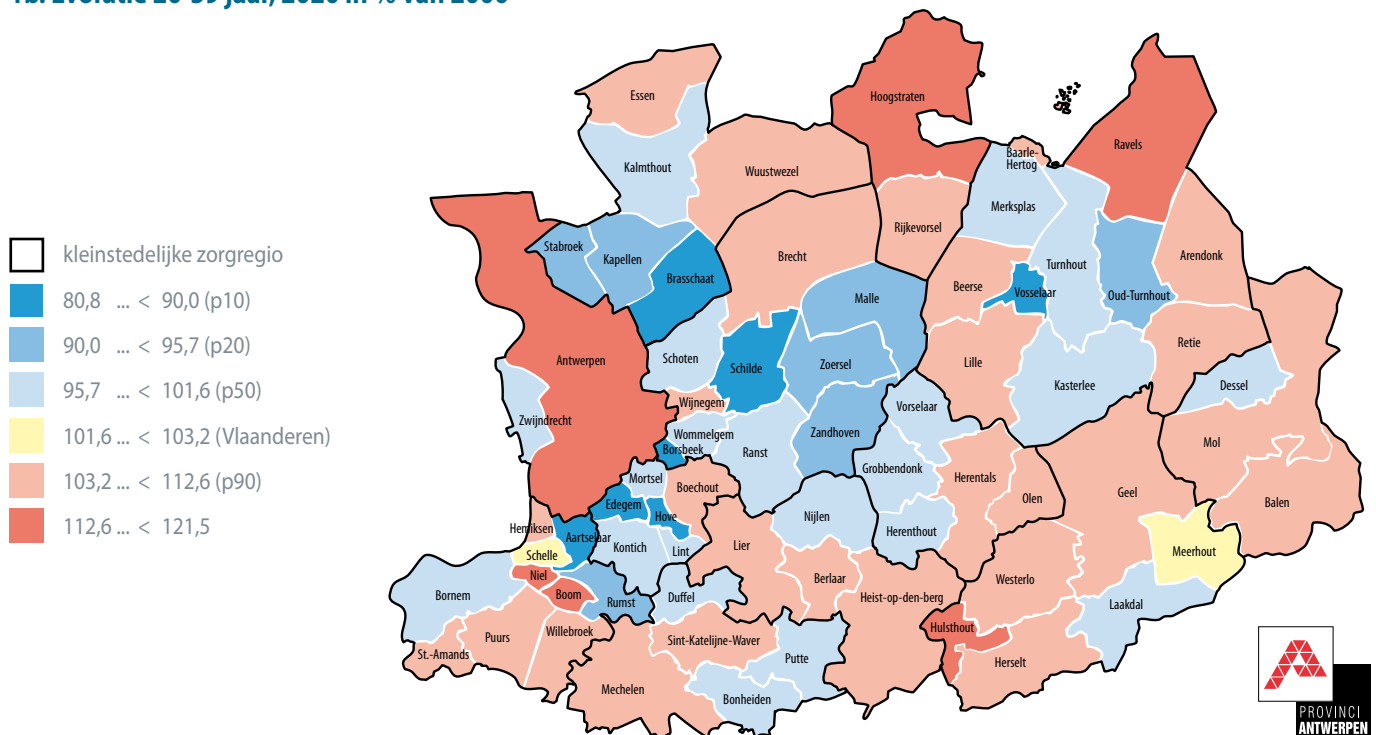 kleinstedelijke zorgregio
80,8 ... < 90,0 (p10)
90,0 ... < 95,7 (p20)
95,7 ... < 101,6 (p50)
101,6 ... < 103,2 (Vlaanderen)
103,2 ... < 112,6 (p90)
112,6 ... < 121,5
Essen
Hoogstraten
Ravels
Kalmthout
Wuustwezel
Baarle-
Hertog
Merksplas
Rijkevorsel
Stabroek
Kapellen
Brasschaat
Brecht
Turnhout
Arendonk
Beerse
Vosselaar
Oud-Turnhout
Malle
Antwerpen
Schoten
Schilde
Zoersel
Lille
Kasterlee
Retie
Dessel
Wijnegem
Vorselaar
Zwijndrecht
Wommelgem
Borsbeek
Ranst
Zandhoven
Mol
Grobbendonk
Herentals
Mortsel
Boechout
Olen
Geel
Balen
Edegem
Hove
Nijlen
Herenthout
Hemiksen
Aartselaar
Kontich
Lint
Lier
Schelle
Meerhout
Niel
Berlaar
Westerlo
Bornem
Boom
Rumst
Duffel
Heist-op-den-berg
Laakdal
Hulsthout
Puurs
Willebroek
Sint-Katelijne-Waver
St.-Amands
Putte
Herselt
Mechelen
Bonheiden
PROVINCI
ANTWERPEN